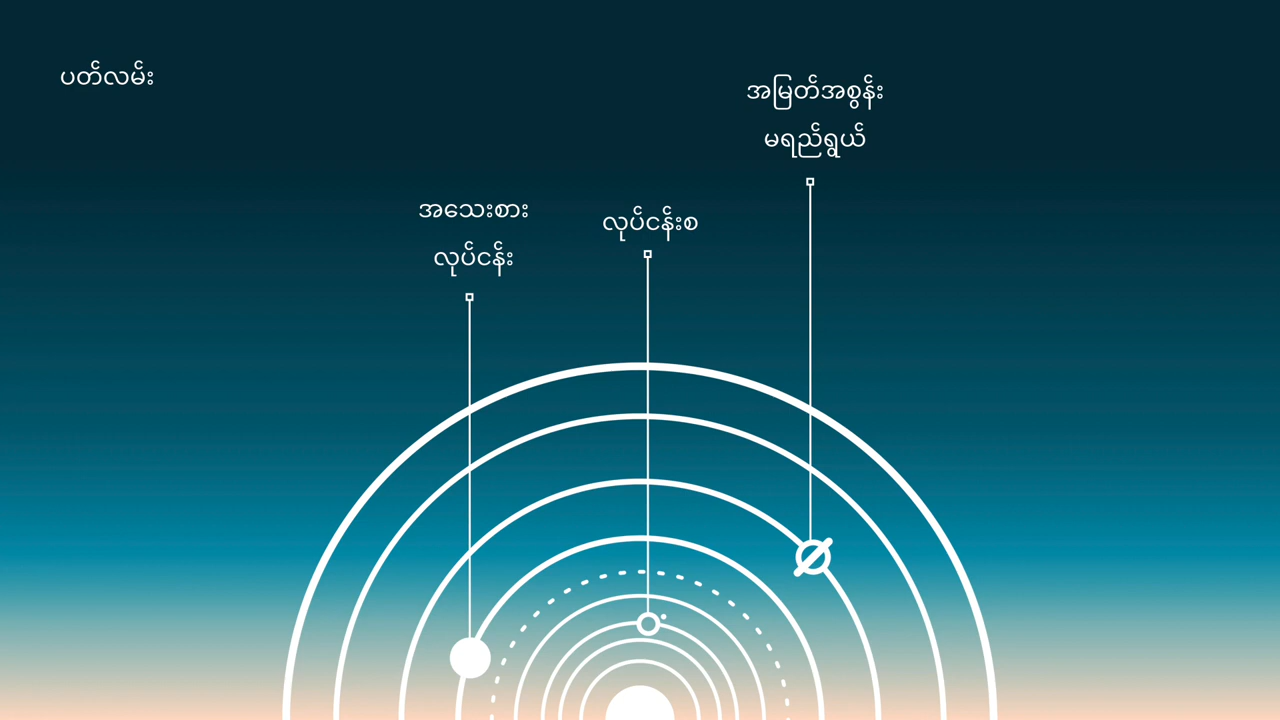 ပတ်လမ်း
အမြတ်အစွန်း
မရည်ရွယ်
အသေးစား
လုပ်ငန်း
လုပ်ငန်းစ